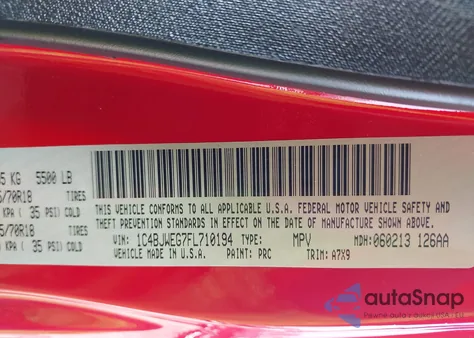 5 KG 5500 LB
/70R18 TIRES
KPA ( 35 PSI) COLD
5/70R18 TIRES
KPA ( 35 PSI) COLD
THIS VEHICLE CONFORMS TO ALL APPLICABLE U.S.A. FEDERAL MOTOR VEHICLE SAFETY AND
THEFT PREVENTION STANDARDS IN EFFECT ON THE DATE OF MANUFACTURE SHOWN ABOVE.
VIN: 1C4BJWEG7FL710194 TYPE: MPV MDH: 060213 126AA
VEHICLE MADE IN U.S.A. PAINT: PRC TRIM: A7X9
autoSnap
autoSnap